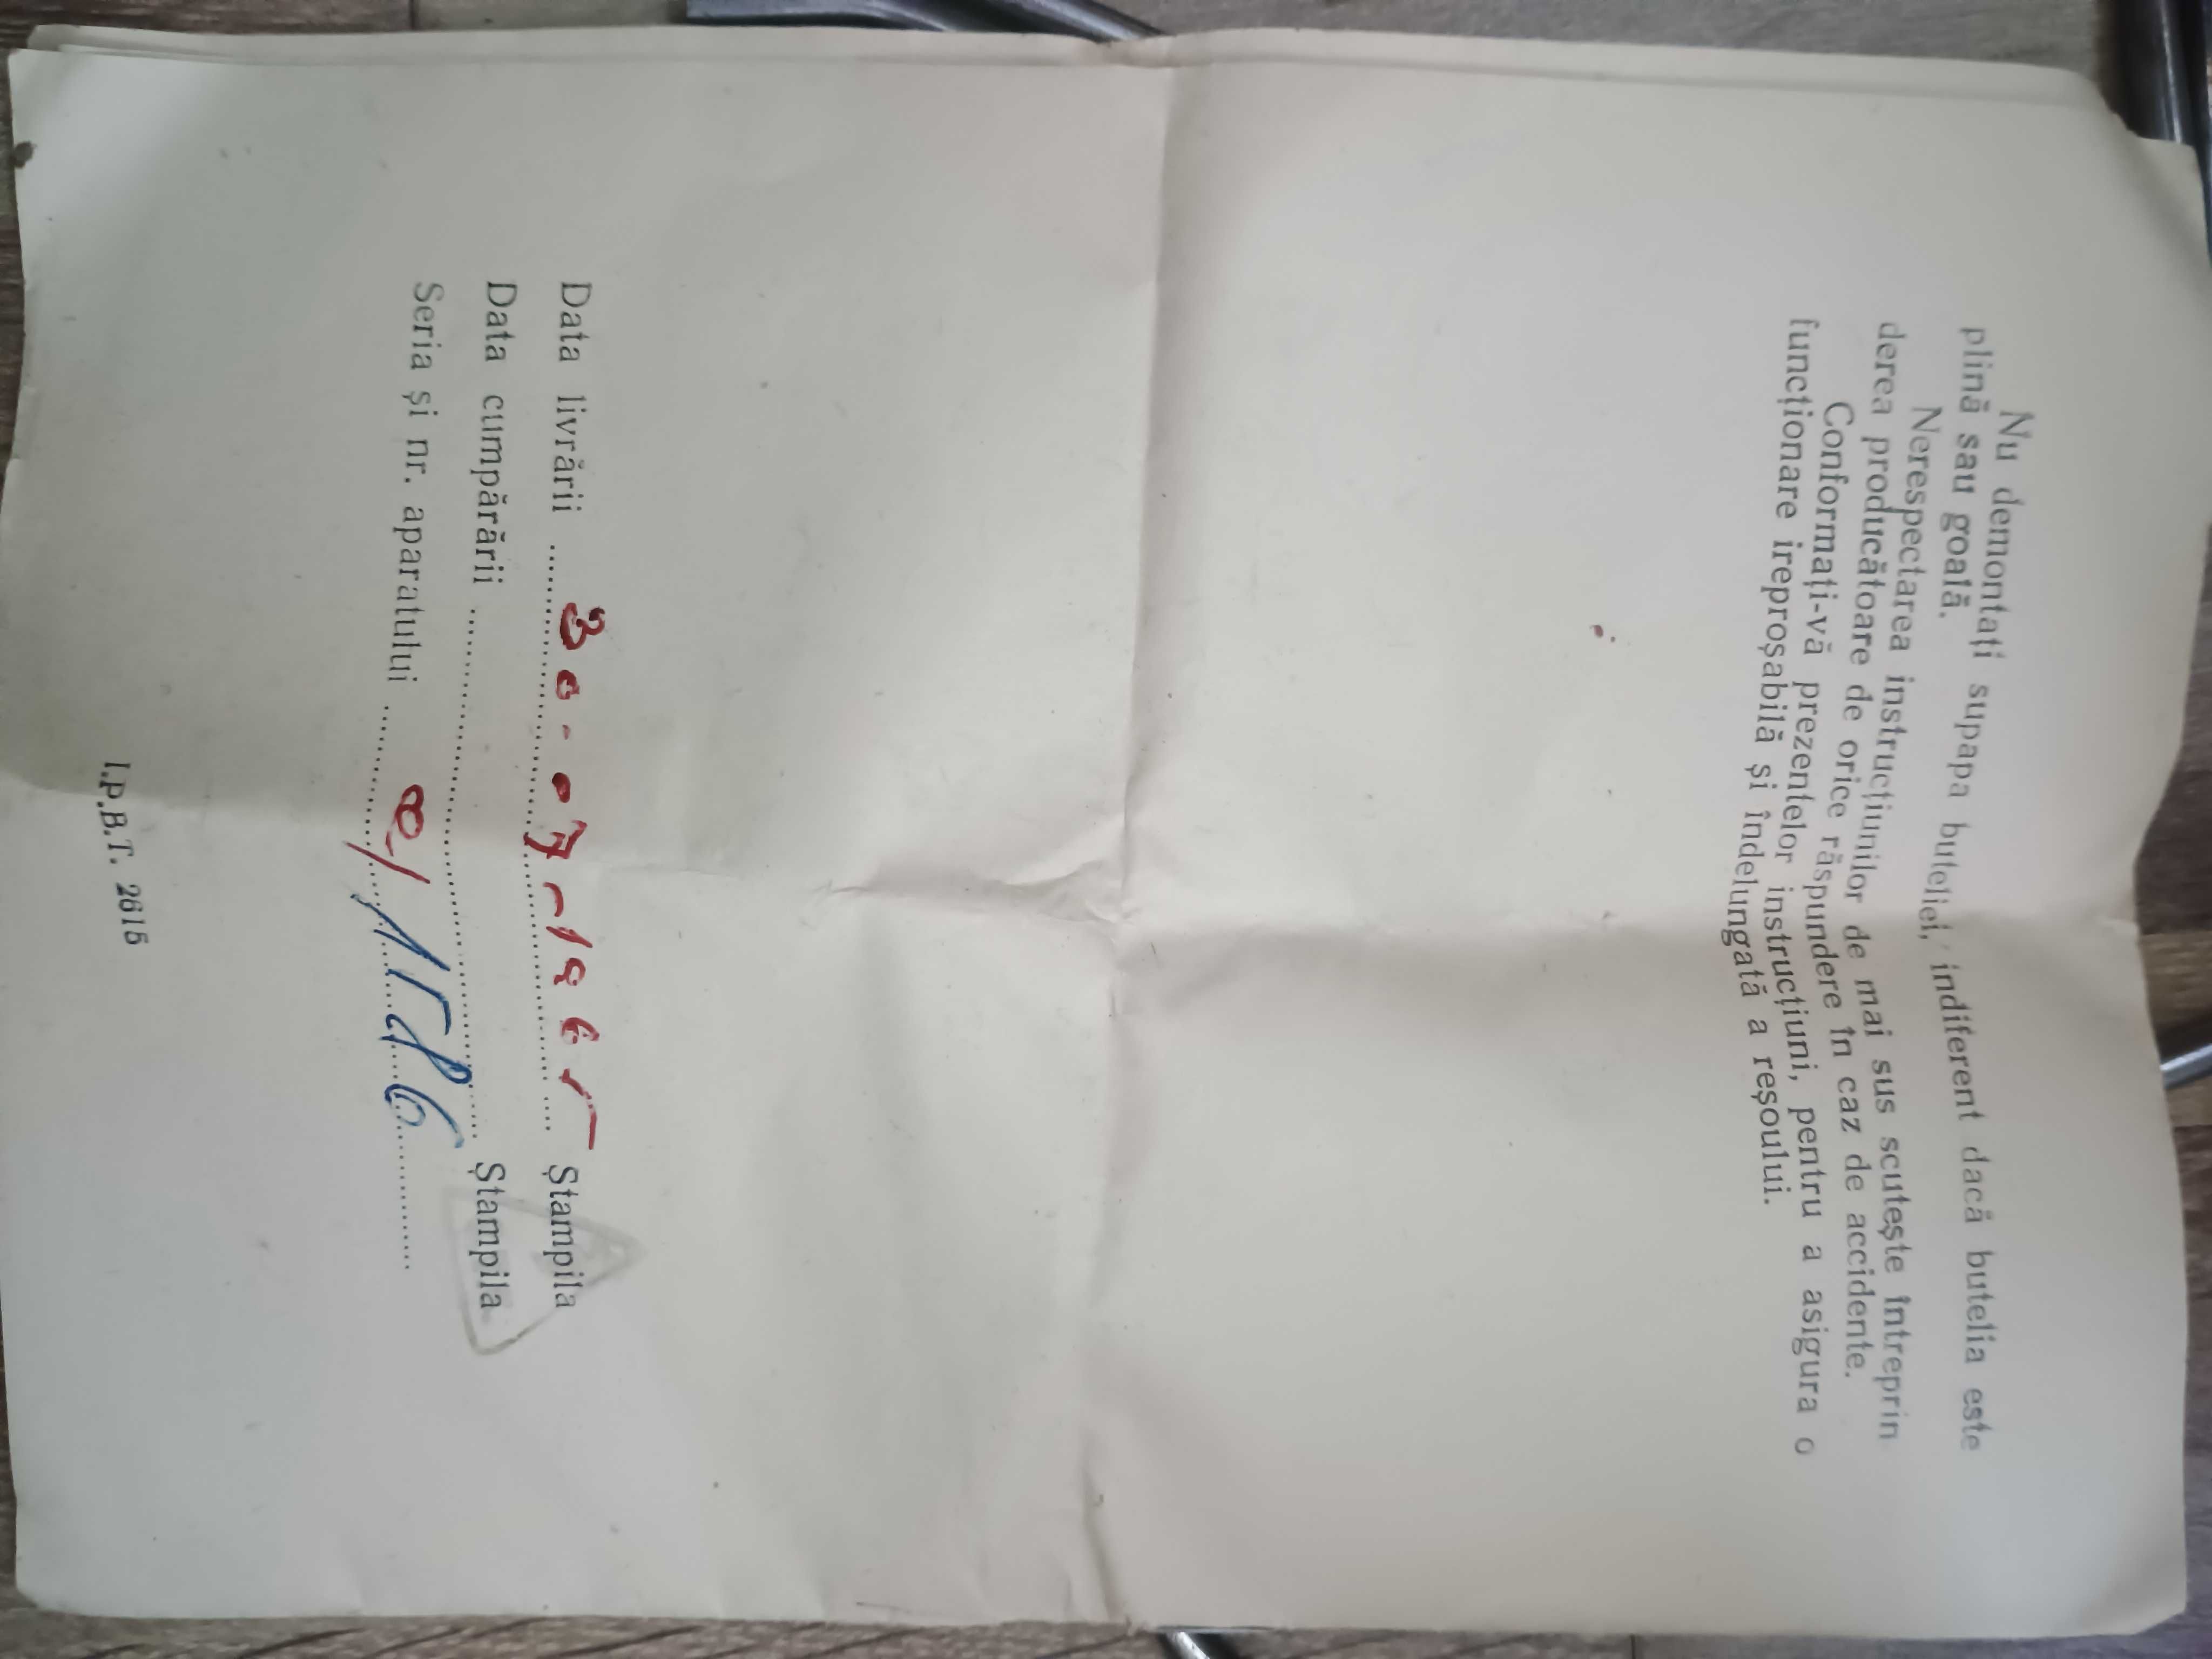 Nu demontați supapa buteliei, indiferent dacă butelia este
plină sau goală.
Nerespectarea instrucțiunilor de mai sus scutește întreprin
derea producătoare de orice răspundere în caz de accidente.
Conformați-vă prezentelor instrucțiuni, pentru a asigura o
funcționare ireproșabilă și îndelungată a reșoului.
Data livrării ..... 30-07-1965 ..... Ștampila
Data cumpărării .......... Ștampila
Seria și nr. aparatului .....
I.P.B.T. 2615